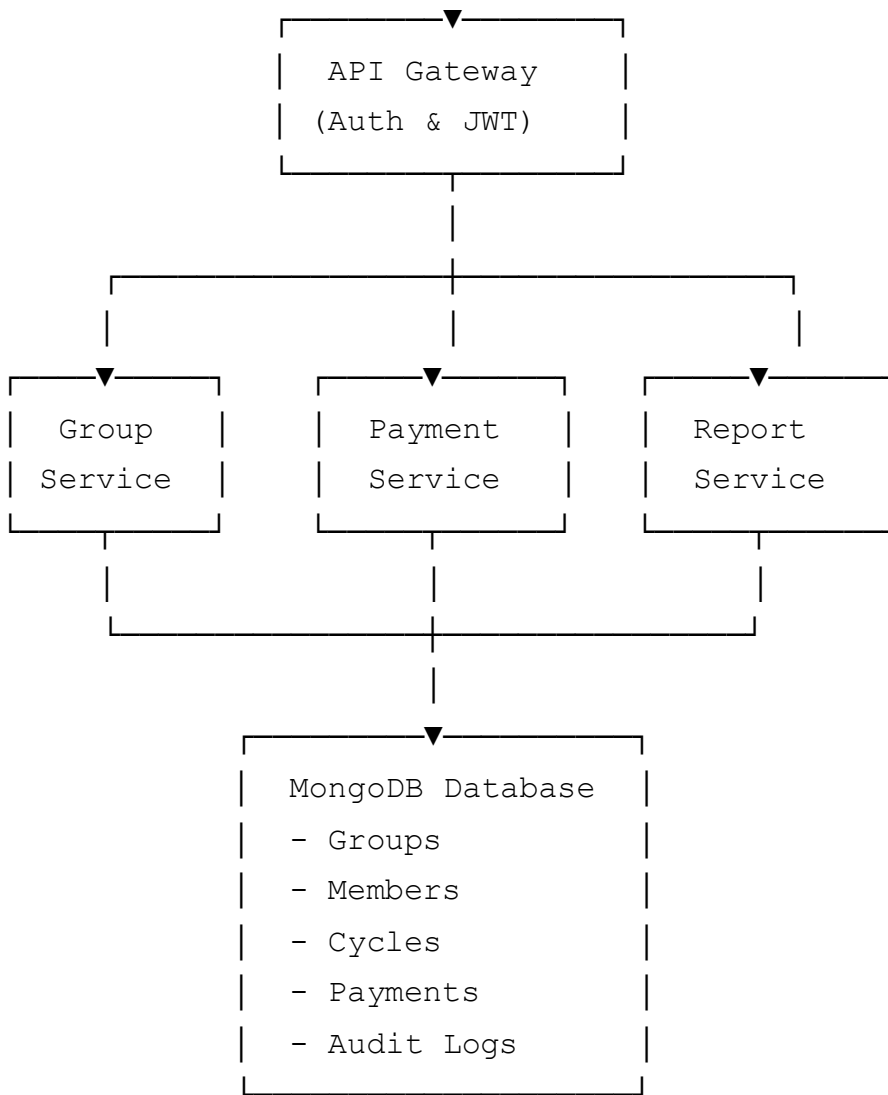 API Gateway
(Auth & JWT)
Group
Service
Payment
Service
Report
Service
MongoDB Database
- Groups
- Members
- Cycles
- Payments
- Audit Logs